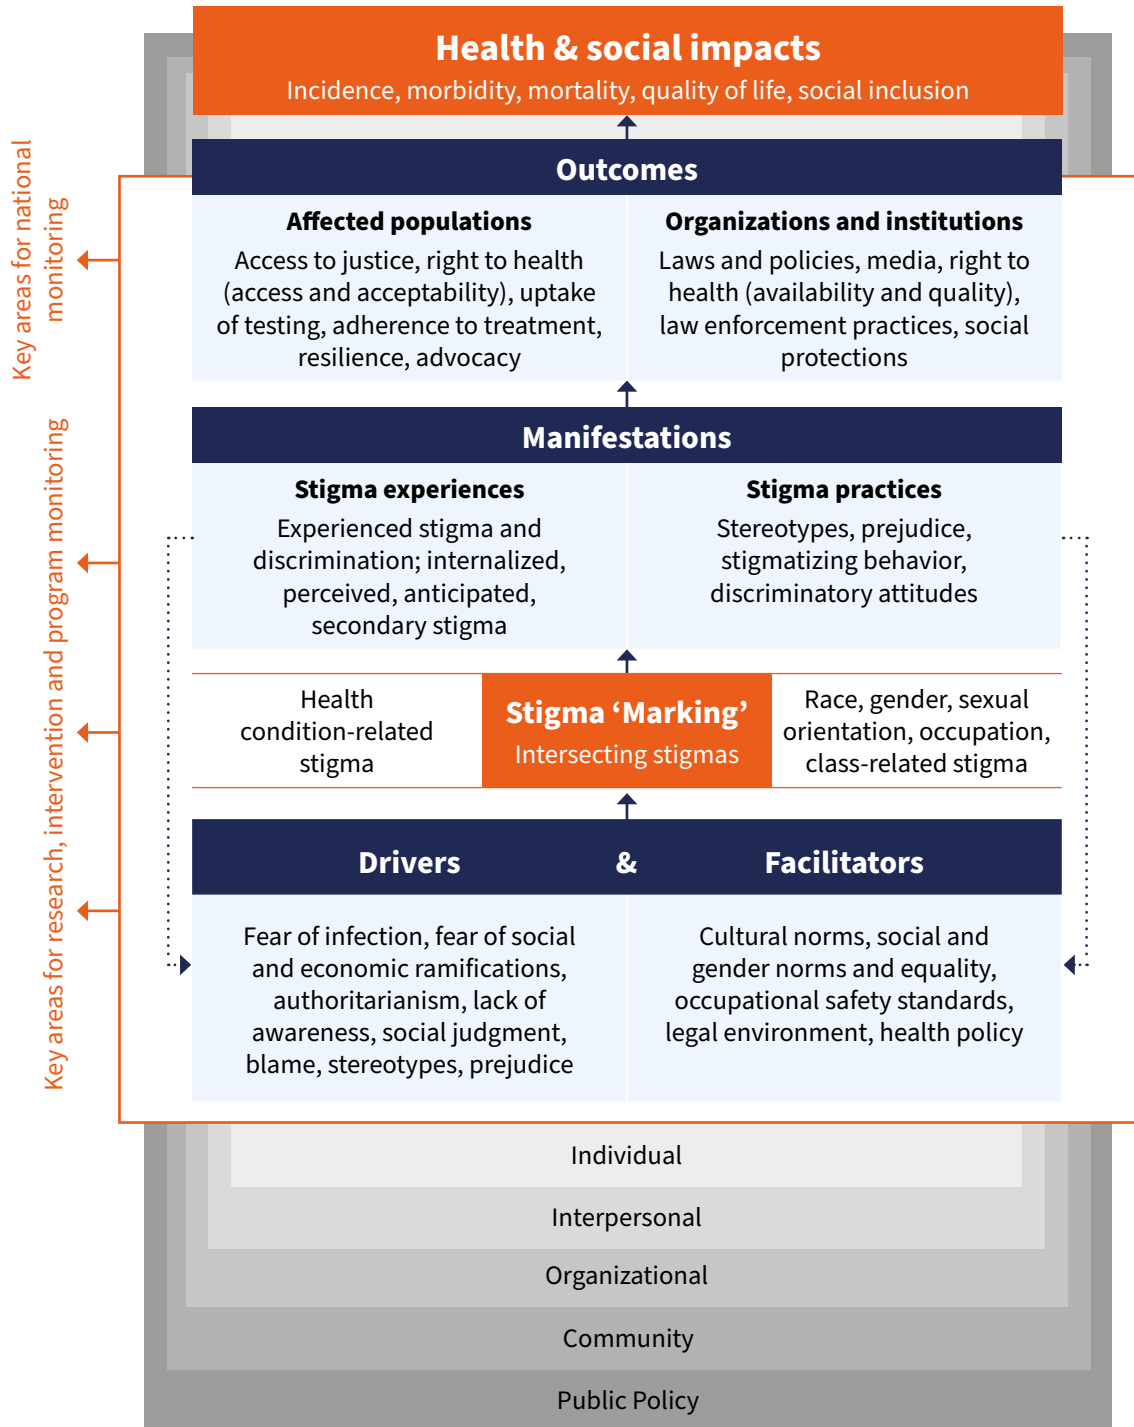 Health & social impacts
Incidence, morbidity, mortality, quality of life, social inclusion
Key areas for national
monitoring
Outcomes
Affected populations
Access to justice, right to health
(access and acceptability), uptake
of testing, adherence to treatment,
resilience, advocacy
Organizations and institutions
Laws and policies, media, right to
health (availability and quality),
law enforcement practices, social
protections
Key areas for research, intervention and program monitoring
Manifestations
Stigma experiences
Experienced stigma and
discrimination; internalized,
perceived, anticipated,
secondary stigma
Stigma practices
Stereotypes, prejudice,
stigmatizing behavior,
discriminatory attitudes
Health
condition-related
stigma
Stigma ‘Marking’
Intersecting stigmas
Race, gender, sexual
orientation, occupation,
class-related stigma
Drivers & Facilitators
Fear of infection, fear of social
and economic ramifications,
authoritarianism, lack of
awareness, social judgment,
blame, stereotypes, prejudice
Cultural norms, social and
gender norms and equality,
occupational safety standards,
legal environment, health policy
Individual
Interpersonal
Organizational
Community
Public Policy